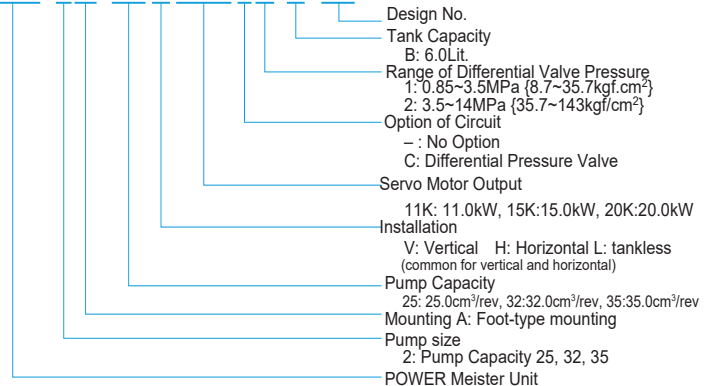 Design No.
Tank Capacity
B: 6.0Lit.
Range of Differential Valve Pressure
1: 0.85~3.5MPa {8.7~35.7kgf.cm²}
2: 3.5~14MPa {35.7~143kgf/cm²}
Option of Circuit
– : No Option
C: Differential Pressure Valve
Servo Motor Output
11K: 11.0kW, 15K:15.0kW, 20K:20.0kW
Installation
V: Vertical H: Horizontal L: tankless
(common for vertical and horizontal)
Pump Capacity
25: 25.0cm³/rev, 32:32.0cm³/rev, 35:35.0cm³/rev
Mounting A: Foot-type mounting
Pump size
2: Pump Capacity 25, 32, 35
POWER Meister Unit